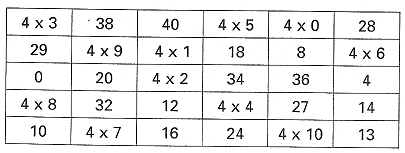 4 x 3 38 40 4 x 5 4 x 0 28
29 4 x 9 4 x 1 18 8 4 x 6
0 20 4 x 2 34 36 4
4 x 8 32 12 4 x 4 27 14
10 4 x 7 16 24 4 x 10 13